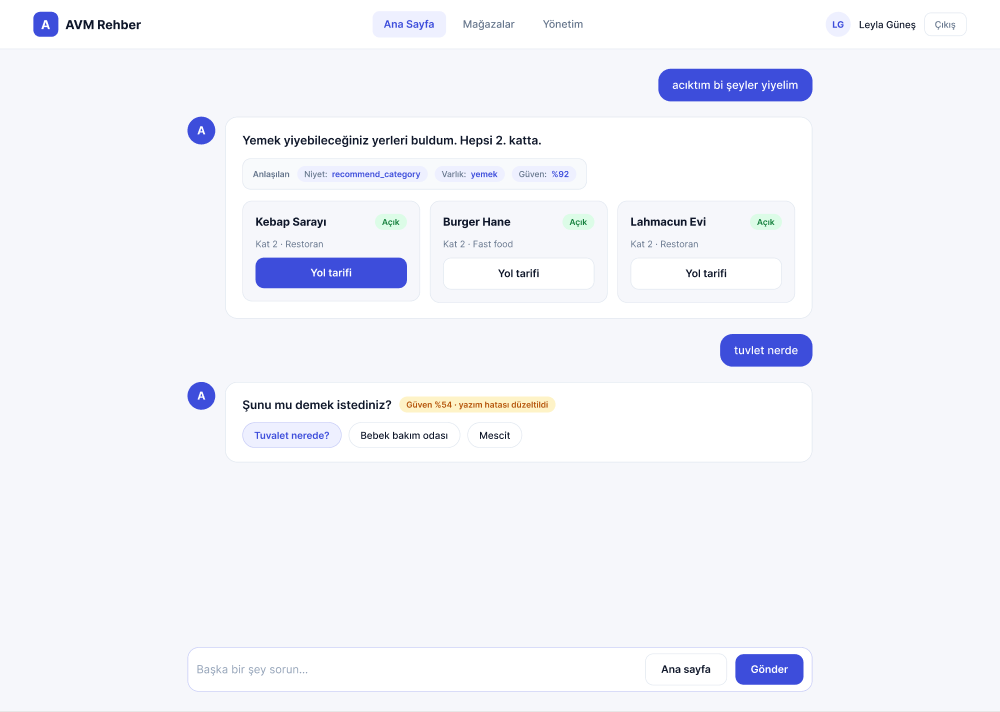 A AVM Rehber Ana Sayfa Mağazalar Yönetim LG Leyla Güneş Çıkış
acıktım bi şeyler yiyelim
A
Yemek yiyebileceğiniz yerleri buldum. Hepsi 2. katta.
Anlaşılan Niyet: recommend_category Varlık: yemek Güven: %92
Kebap Sarayı Açık Burger Hane Açık Lahmacun Evi Açık
Kat 2 · Restoran Kat 2 · Fast food Kat 2 · Restoran
Yol tarifi Yol tarifi Yol tarifi
tuvlet nerde
A
Şunu mu demek istediniz? Güven %54 · yazım hatası düzeltildi
Tuvalet nerede? Bebek bakım odası Mescit
Başka bir şey sorun... Ana sayfa Gönder